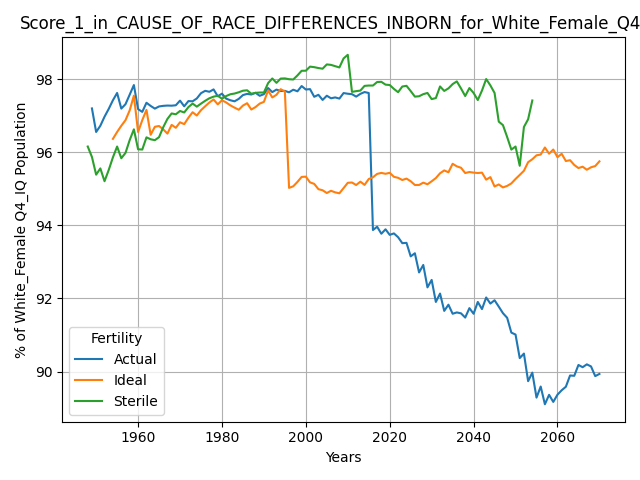 Score_1_in_CAUSE_OF_RACE_DIFFERENCES_INBORN_for_White_Female_Q4
% of White_Female Q4_IQ Population
98
96
94
92
90
Fertility
Actual
Ideal
Sterile
1960
1980
2000
2020
2040
2060
Years